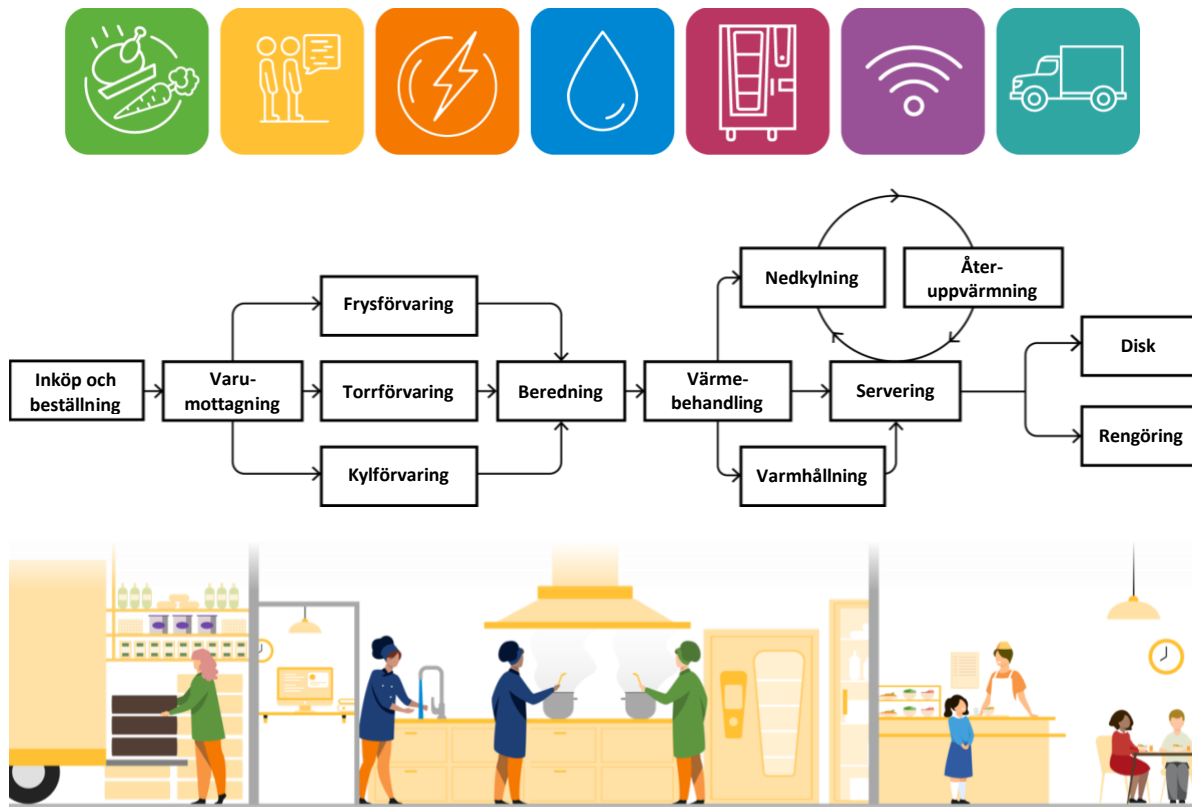 Nedkylning
Åter-
uppvärmning
Frysförvaring
Inköp och
beställning
Varu-
mottagning
Torrförvaring
Beredning
Värme-
behandling
Servering
Disk
Rengöring
Kylförvaring
Varmhållning